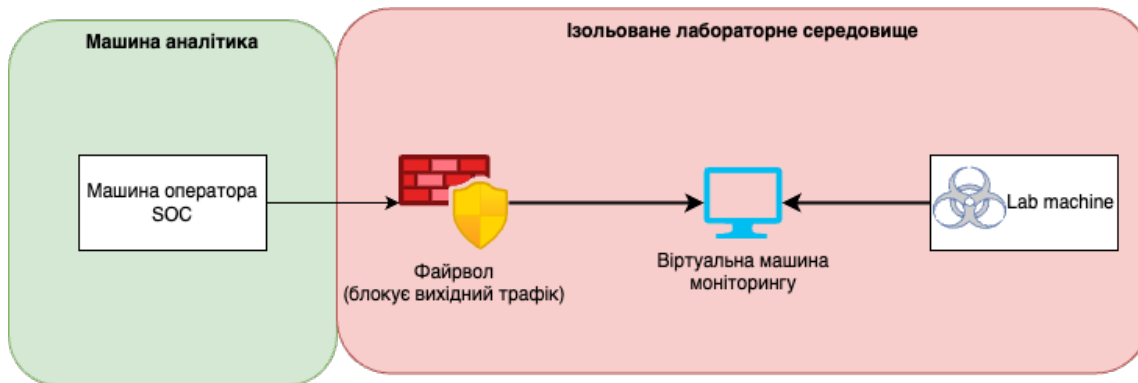 Машина аналітика
Ізольоване лабораторне середовище
Машина оператора
SOC
Файрвол
(блокує вихідний трафік)
Віртуальна машина
моніторингу
Lab machine